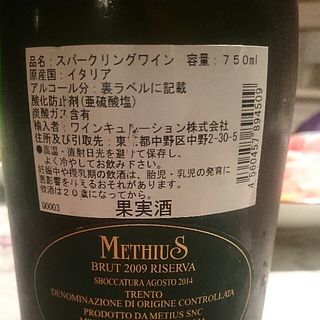 品名:スパークリングワイン 容量:750ml
原産国:イタリア
アルコール分:裏ラベルに記載
酸化防止剤(亜硫酸塩)
炭酸ガス含有
輸入者:ワインキュレーション株式会社
住所及び引取先:東京都中野区中野2-30-5
●高温・直射日光を避けて保存し、
よく冷やしてお飲み下さい。
妊娠中や授乳期の飲酒は、胎児・乳児の発育に
悪影響を与えるおそれがあります。
飲酒は20歳になってから。
00003 果実酒
4560457894509
METHIUS
BRUT 2009 RISERVA
SBOCCATURA AGOSTO 2014
TRENTO
DENOMINAZIONE DI ORIGINE CONTROLLATA
PRODOTTO DA METIUS SNC